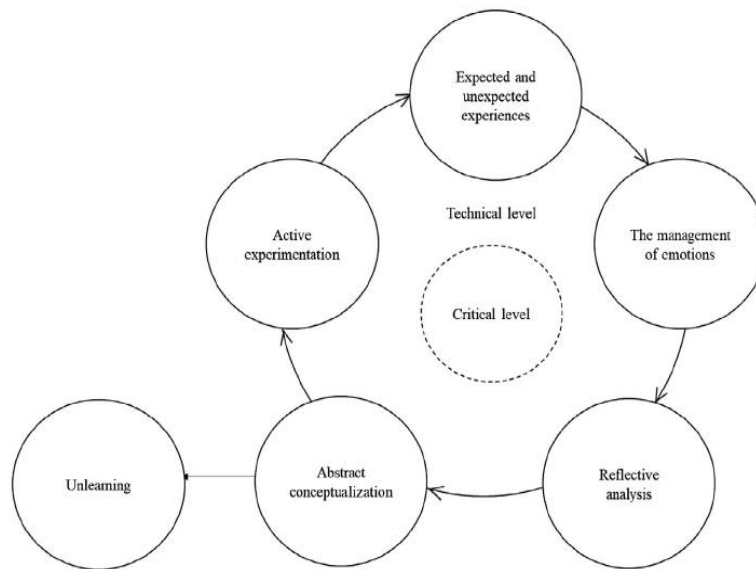 Expected and
unexpected
experiences
Technical level
Active
experimentation
The management
of emotions
Critical level
Unlearning
Abstract
conceptualization
Reflective
analysis